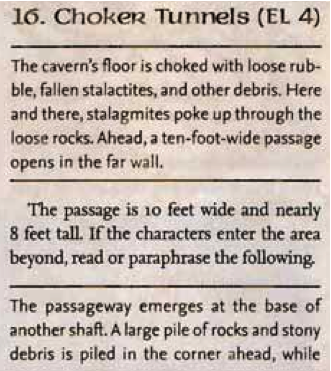 16. Choker Tunnels (EL 4)
The cavern's floor is choked with loose rub-
ble, fallen stalactites, and other debris. Here
and there, stalagmites poke up through the
loose rocks. Ahead, a ten-foot-wide passage
opens in the far wall.
The passage is 10 feet wide and nearly
8 feet tall. If the characters enter the area
beyond, read or paraphrase the following.
The passageway emerges at the base of
another shaft. A large pile of rocks and stony
debris is piled in the corner ahead, while